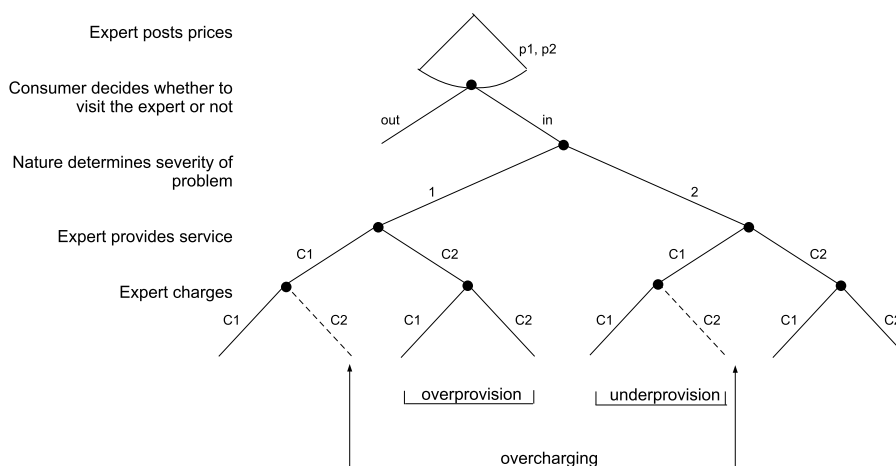 Expert posts prices
p1, p2
Consumer decides whether to
visit the expert or not
out
in
Nature determines severity of
problem
1
2
Expert provides service
C1
C2
C1
C2
Expert charges
C1
C2
C1
C2
C1
C2
C1
C2
overprovision
underprovision
overcharging